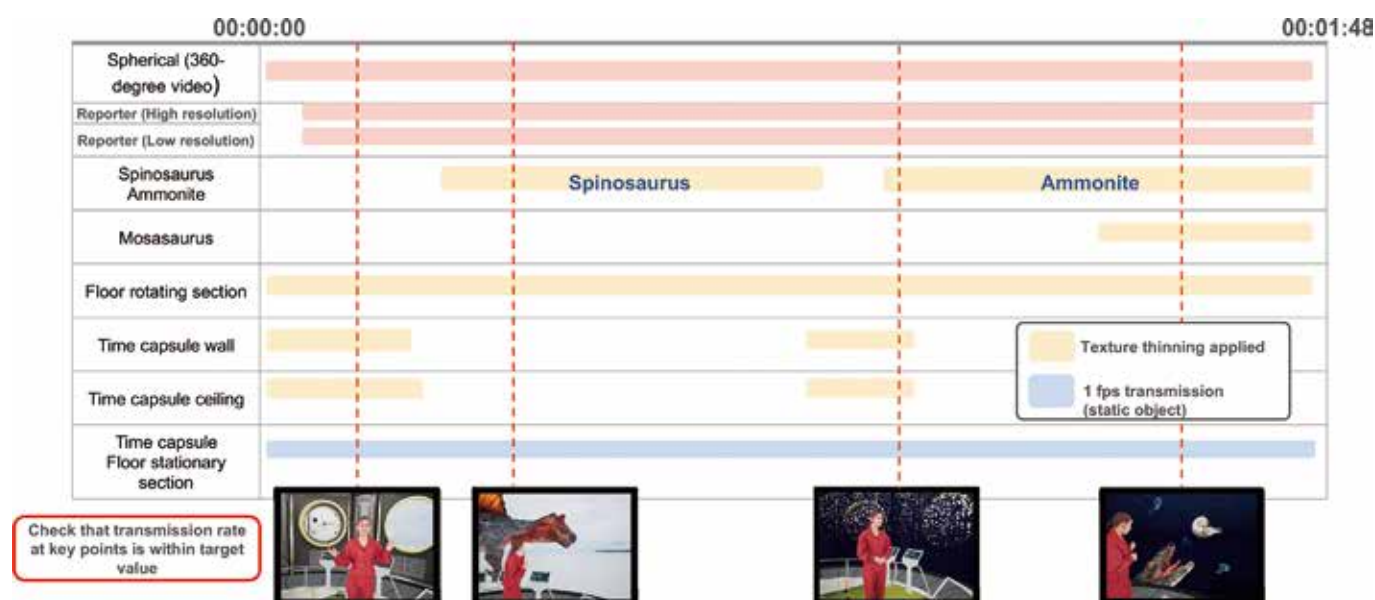 00:00:00
00:01:48
Spherical (360-
degree video)
Reporter (High resolution)
Reporter (Low resolution)
Spinosaurus
Ammonite
Spinosaurus
Ammonite
Mosasaurus
Floor rotating section
Time capsule wall
Time capsule ceiling
Time capsule
Floor stationary
section
Texture thinning applied
1 fps transmission
(static object)
Check that transmission rate
at key points is within target
value